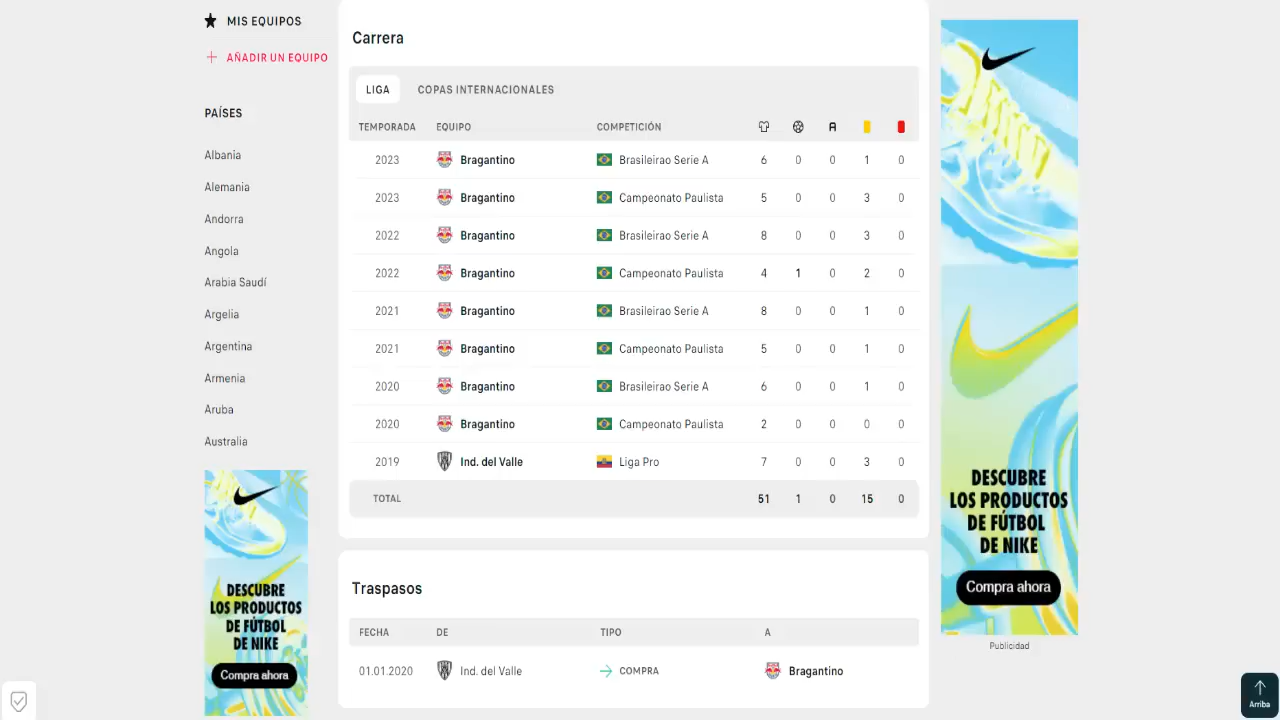 MIS EQUIPOS
AÑADIR UN EQUIPO
PAÍSES
Albania
Alemania
Andorra
Angola
Arabia Saudí
Argelia
Argentina
Armenia
Aruba
Australia
DESCUBRE
LOS PRODUCTOS
DE FÚTBOL
DE NIKE
Compra ahora
Carrera
LIGA COPAS INTERNACIONALES
TEMPORADA EQUIPO COMPETICIÓN A
2023 Bragantino Brasileirao Serie A 6 0 0 1 0
2023 Bragantino Campeonato Paulista 5 0 0 3 0
2022 Bragantino Brasileirao Serie A 8 0 0 3 0
2022 Bragantino Campeonato Paulista 4 1 0 2 0
2021 Bragantino Brasileirao Serie A 8 0 0 1 0
2021 Bragantino Campeonato Paulista 5 0 0 1 0
2020 Bragantino Brasileirao Serie A 6 0 0 1 0
2020 Bragantino Campeonato Paulista 2 0 0 0 0
2019 Ind. del Valle Liga Pro 7 0 0 3 0
TOTAL 51 1 0 15 0
Traspasos
FECHA DE TIPO A
01.01.2020 Ind. del Valle COMPRA Bragantino
DESCUBRE
LOS PRODUCTOS
DE FÚTBOL
DE NIKE
Compra ahora
Publicidad
Arriba